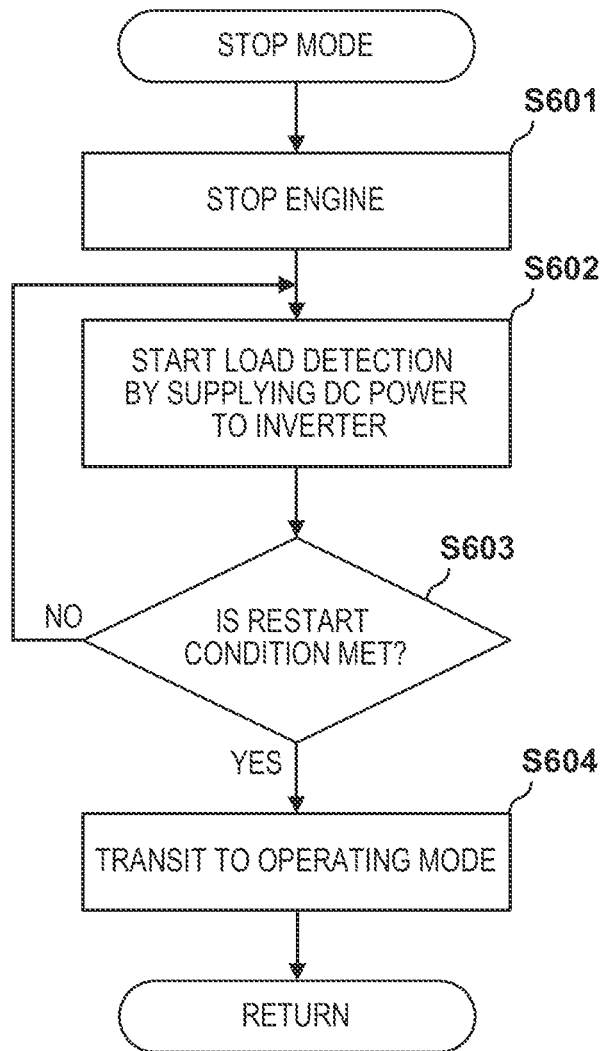 STOP MODE
S601
STOP ENGINE
S602
START LOAD DETECTION
BY SUPPLYING DC POWER
TO INVERTER
S603
NO
IS RESTART
CONDITION MET?
YES
S604
TRANSIT TO OPERATING MODE
RETURN